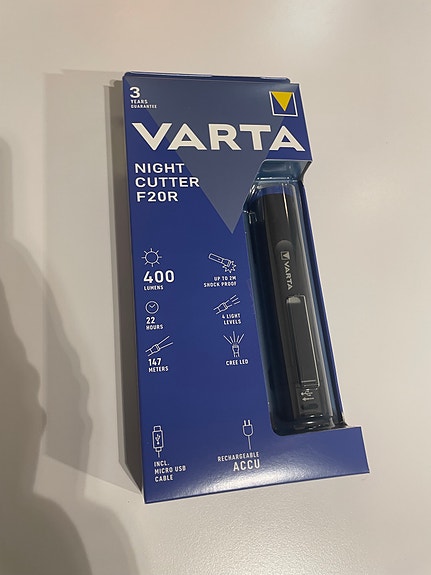 3
YEARS
GUARANTEE
VARTA
NIGHT
CUTTER
F20R
400
LUMENS
UP TO 2M
SHOCK PROOF
22
HOURS
4 LIGHT
LEVELS
147
METERS
CREE LED
INCL.
MICRO USB
CABLE
RECHARGEABLE
ACCU
VARTA